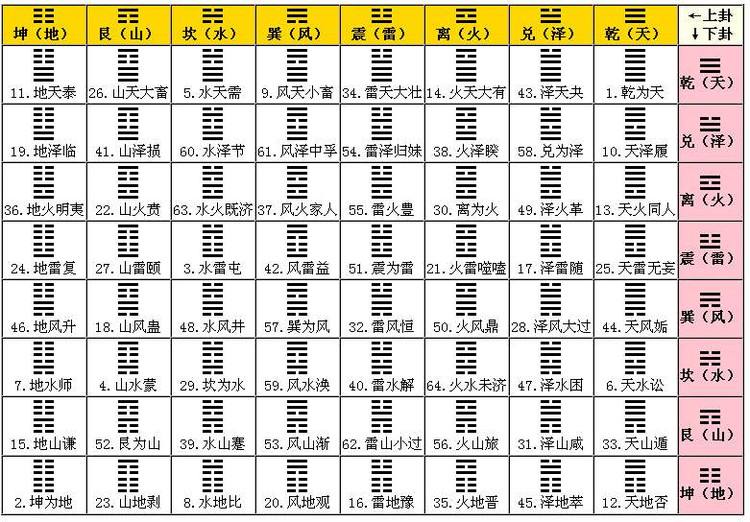 ←上卦
坤（地） 艮（山） 坎（水） 巽（风） 震（雷） 离（火） 兑（泽） 乾（天） ↓下卦
11.地天泰 26.山天大畜 5.水天需 9.风天小畜 34.雷天大壮 14.火天大有 43.泽天央 1.乾为天 乾（天）
19.地泽临 41.山泽损 60.水泽节 61.风泽中孚 54.雷泽归妹 38.火泽睽 58.兑为泽 10.天泽履 兑（泽）
36.地火明夷 22.山火贲 63.水火既济 37.风火家人 55.雷火豊 30.离为火 49.泽火革 13.天火同人 离（火）
24.地雷复 27.山雷颐 3.水雷屯 42.风雷益 51.震为雷 21.火雷噬嗑 17.泽雷随 25.天雷无妄 震（雷）
46.地风升 18.山风蛊 48.水风井 57.巽为风 32.雷风恒 50.火风鼎 28.泽风大过 44.天风姤 巽（风）
7.地水师 4.山水蒙 29.坎为水 59.风水涣 40.雷水解 64.火水未济 47.泽水困 6.天水讼 坎（水）
15.地山谦 52.艮为山 39.水山蹇 53.风山渐 62.雷山小过 56.火山旅 31.泽山咸 33.天山遁 艮（山）
2.坤为地 23.山地剥 8.水地比 20.风地观 16.雷地豫 35.火地晋 45.泽地萃 12.天地否 坤（地）